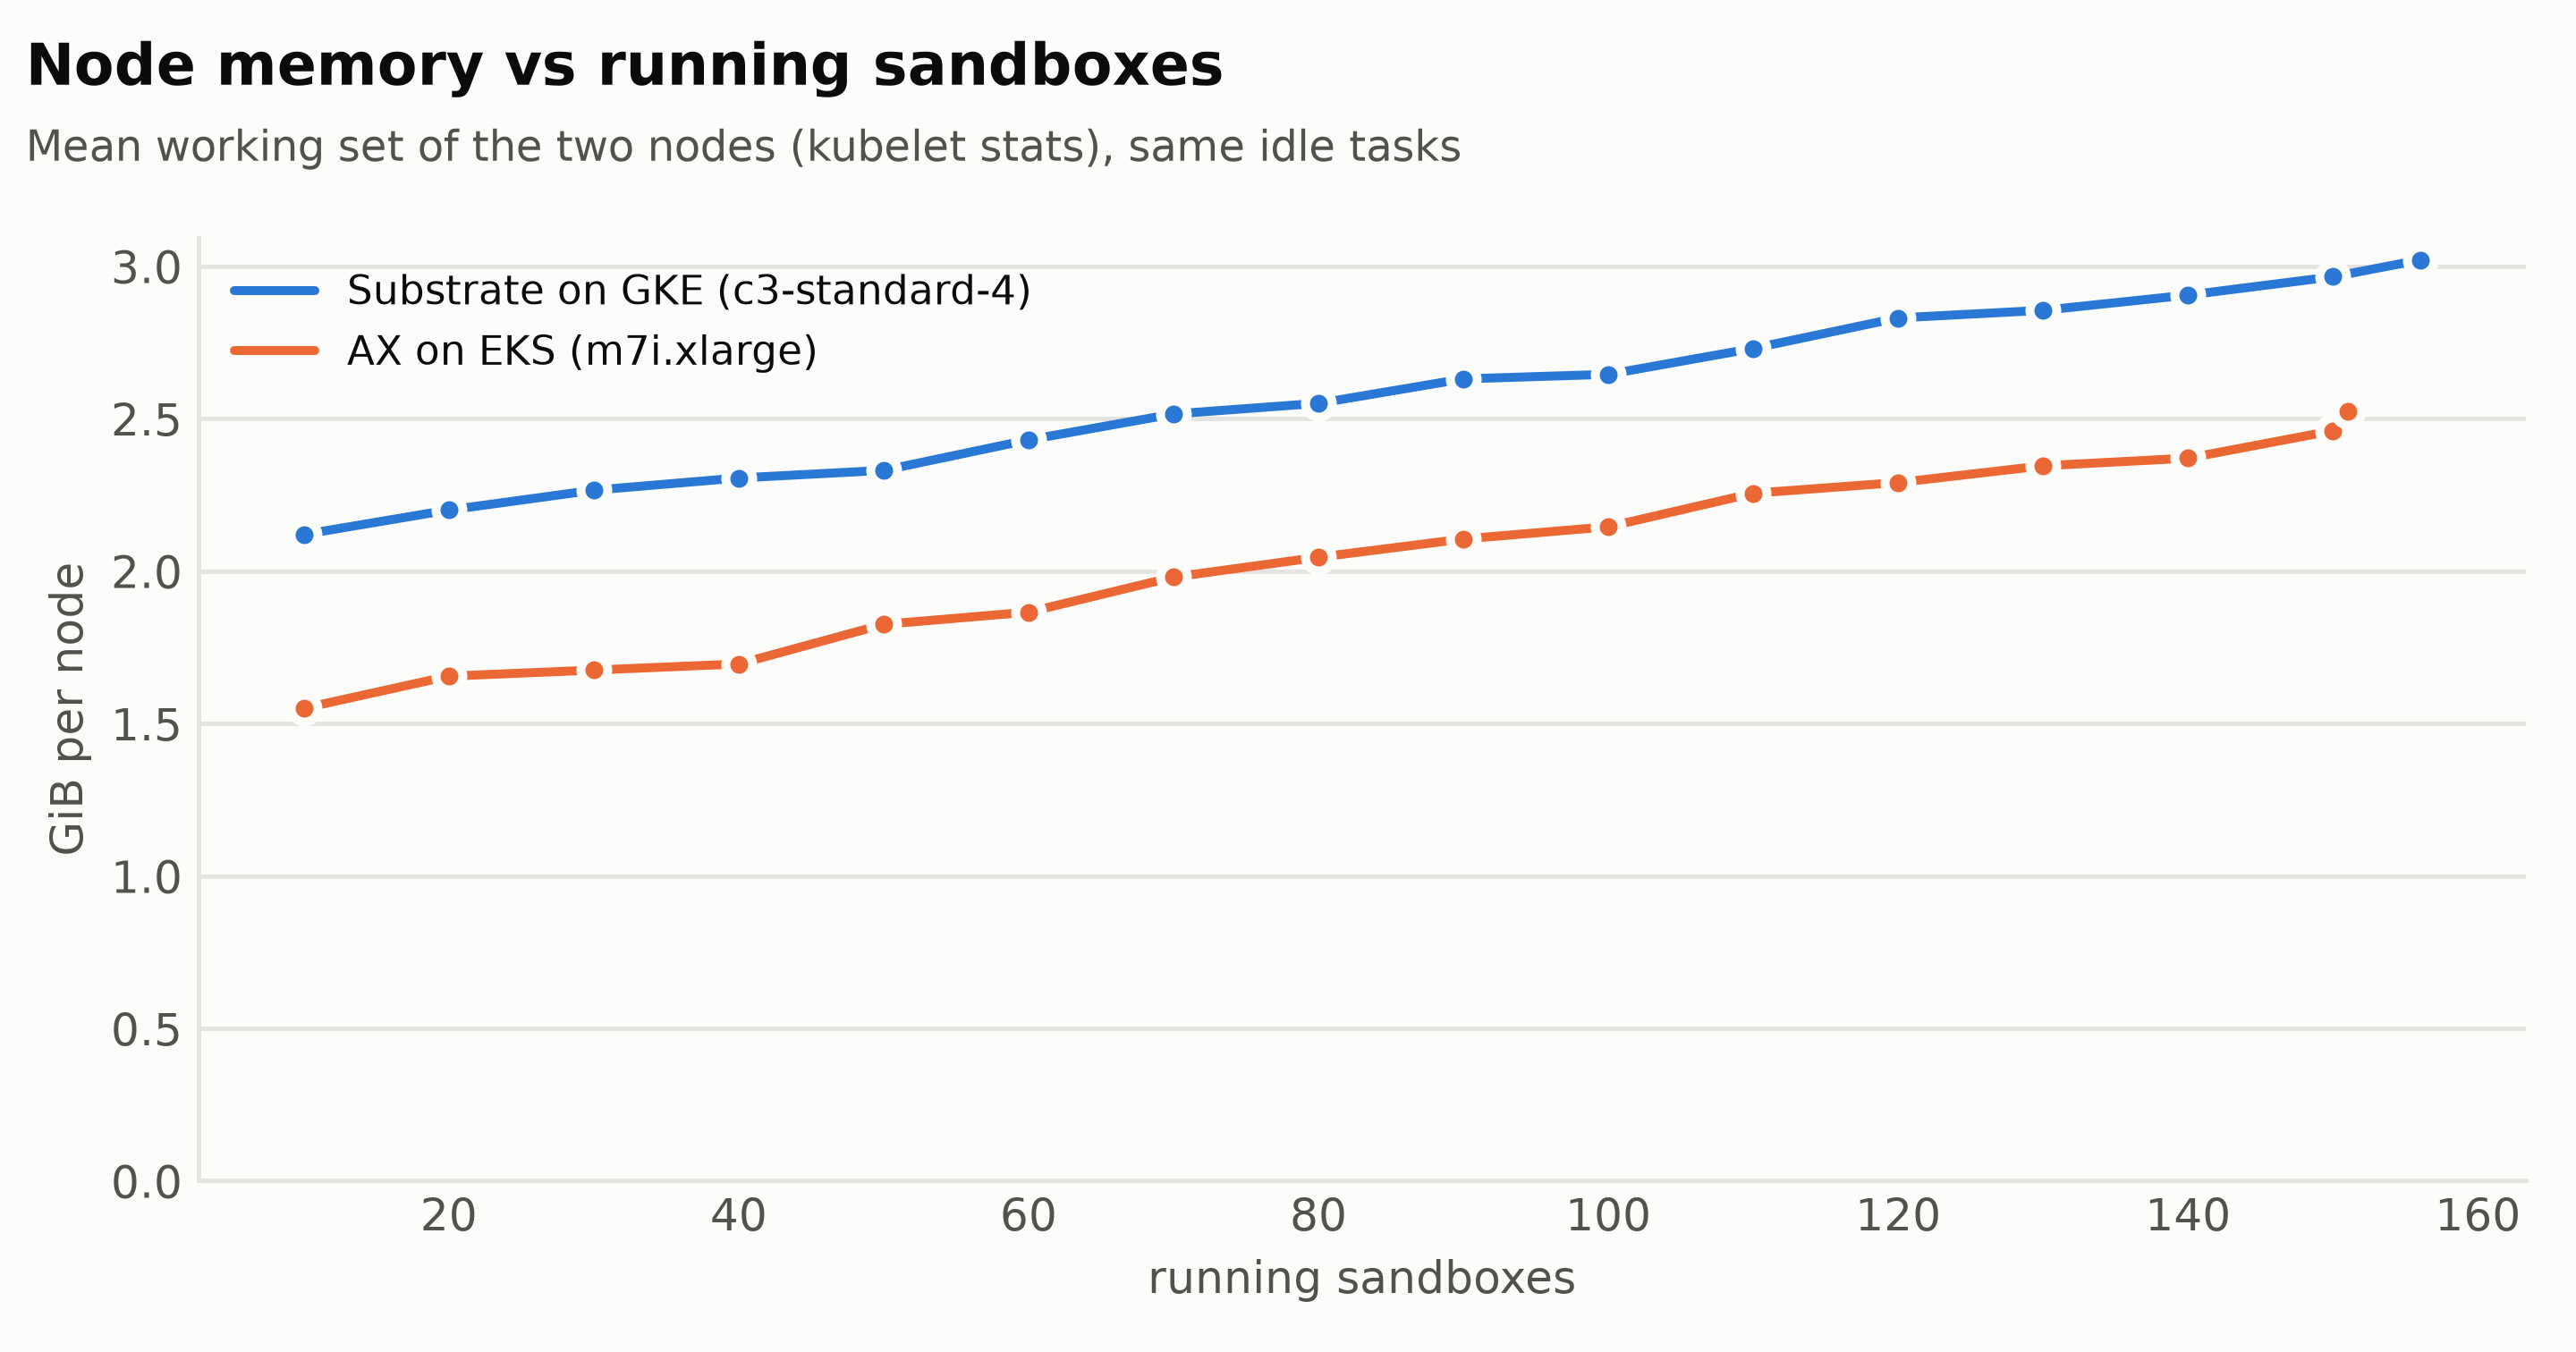 Node memory vs running sandboxes
Mean working set of the two nodes (kubelet stats), same idle tasks
Substrate on GKE (c3-standard-4)
AX on EKS (m7i.xlarge)
GiB per node
3.0
2.5
2.0
1.5
1.0
0.5
0.0
20 40 60 80 100 120 140 160
running sandboxes